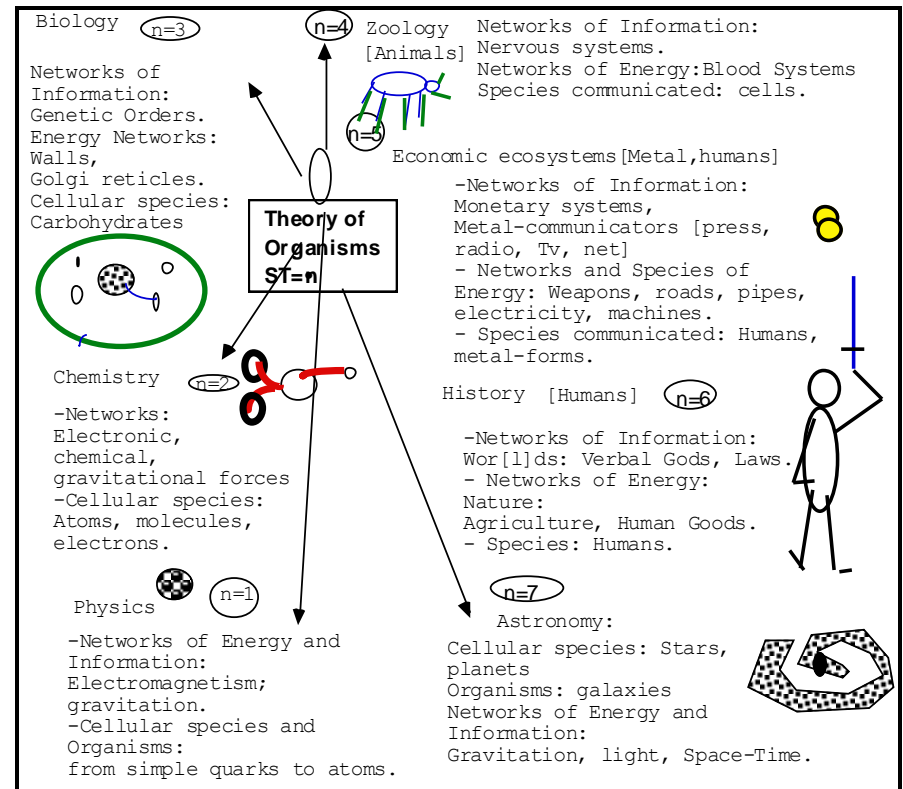 Biology
n=3
Networks of
Information:
Genetic Orders.
Energy Networks:
Walls,
Golgi reticles.
Cellular species:
Carbohydrates
n=4
Zoology
[Animals]
Networks of Information:
Nervous systems.
Networks of Energy:Blood Systems
Species communicated: cells.
n=5
Economic ecosystems[Metal,humans]
-Networks of Information:
Monetary systems,
Metal-communicators [press,
radio, Tv, net]
- Networks and Species of
Energy: Weapons, roads, pipes,
electricity, machines.
- Species communicated: Humans,
metal-forms.
Theory of
Organisms
ST=n
Chemistry
n=2
-Networks:
Electronic,
chemical,
gravitational forces
-Cellular species:
Atoms, molecules,
electrons.
History [Humans]
n=6
-Networks of Information:
Wor[l]ds: Verbal Gods, Laws.
- Networks of Energy:
Nature:
Agriculture, Human Goods.
- Species: Humans.
Physics
n=1
-Networks of Energy and
Information:
Electromagnetism;
gravitation.
-Cellular species and
Organisms:
from simple quarks to atoms.
n=7
Astronomy:
Cellular species: Stars,
planets
Organisms: galaxies
Networks of Energy and
Information:
Gravitation, light, Space-Time.